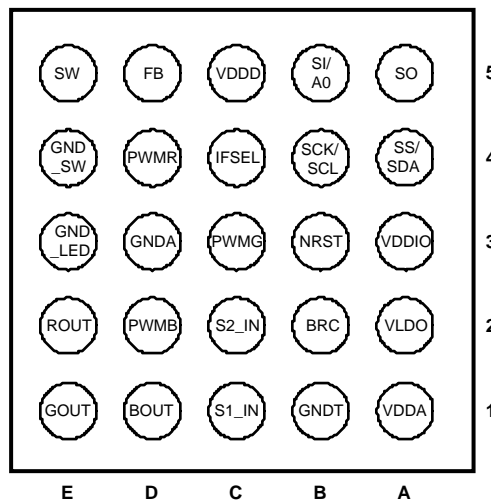 SW FB VDDD SI/ A0 SO 5
GND _SW PWMR IFSEL SCK/ SCL SS/ SDA 4
GND _LED GNDA PWMG NRST VDDIO 3
ROUT PWMB S2_IN BRC VLDO 2
GOUT BOUT S1_IN GNDT VDDA 1
E D C B A